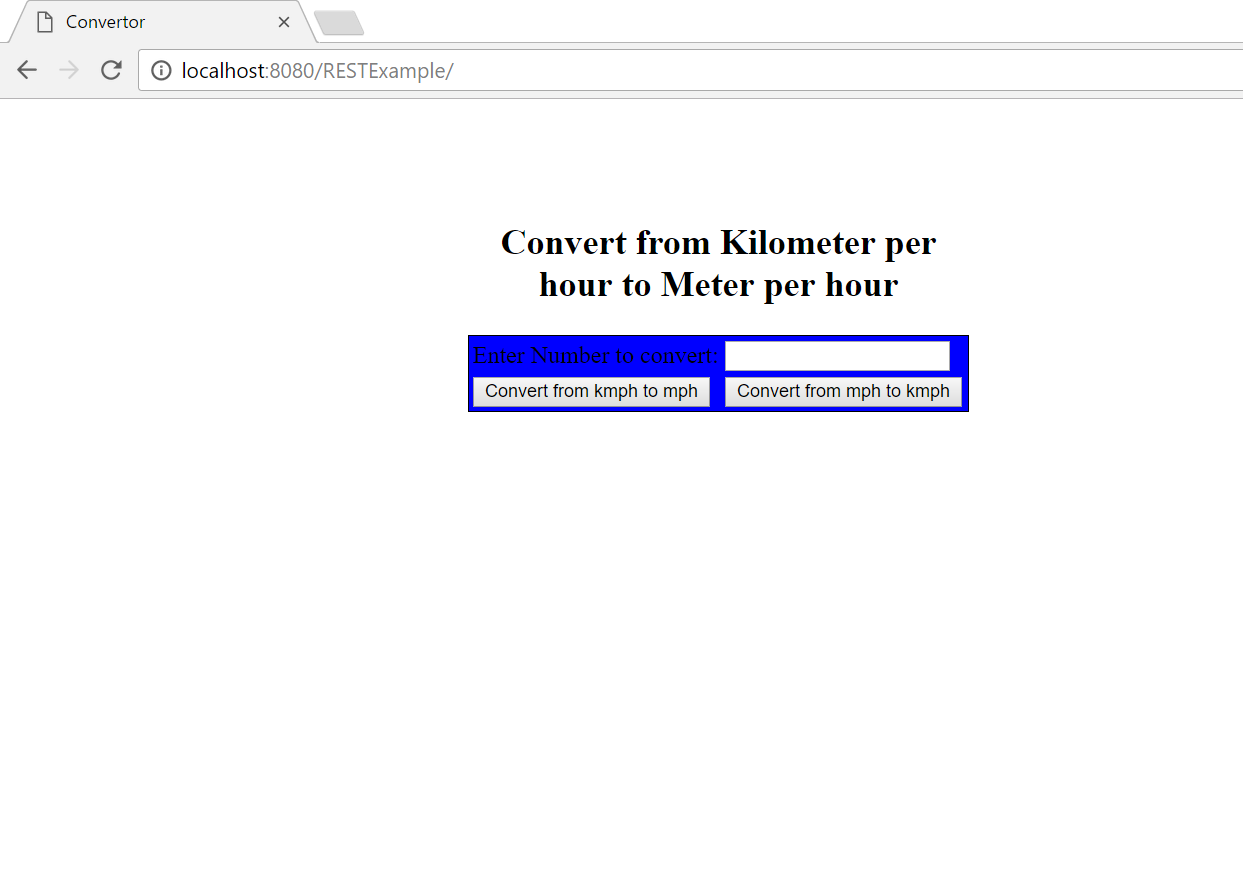 Convertor
localhost:8080/RESTExample/
Convert from Kilometer per
hour to Meter per hour
Enter Number to convert:
Convert from kmph to mph Convert from mph to kmph